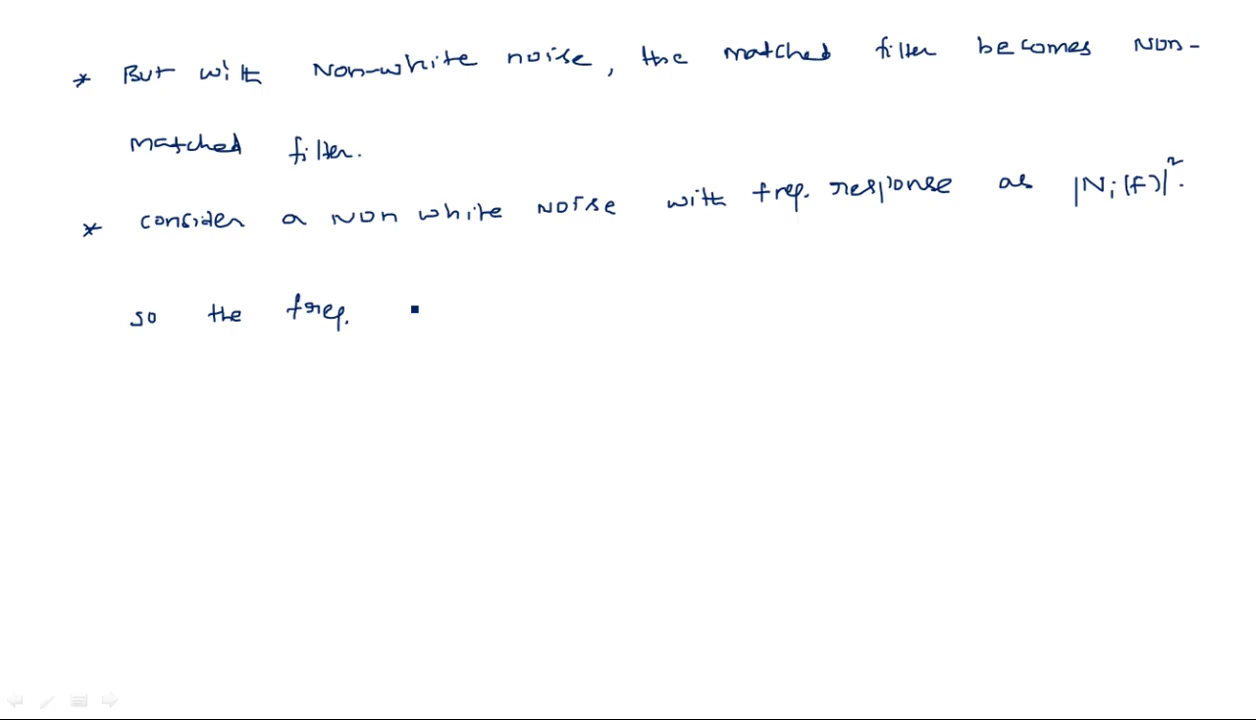 * But with Non-white noise, the matched filter becomes Non-
matched filter.
* consider a Non white Noise with freq. response as |Ni(f)|².
so the freq.